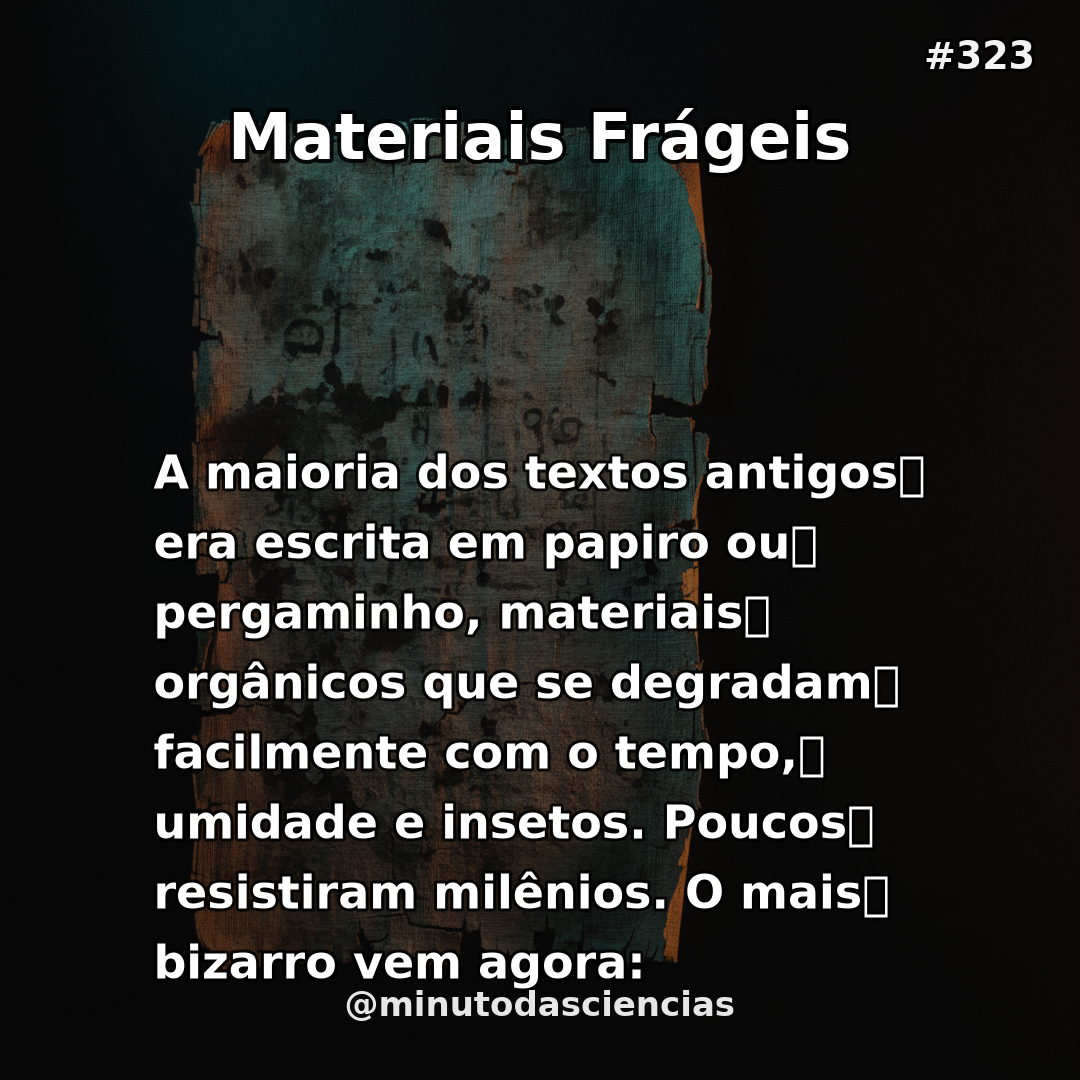 #323
Materiais Frágeis
A maioria dos textos antigos
era escrita em papiro ou
pergaminho, materiais
orgânicos que se degradam
facilmente com o tempo,
umidade e insetos. Poucos
resistiram milênios. O mais
bizarro vem agora:
@minutodasciencias